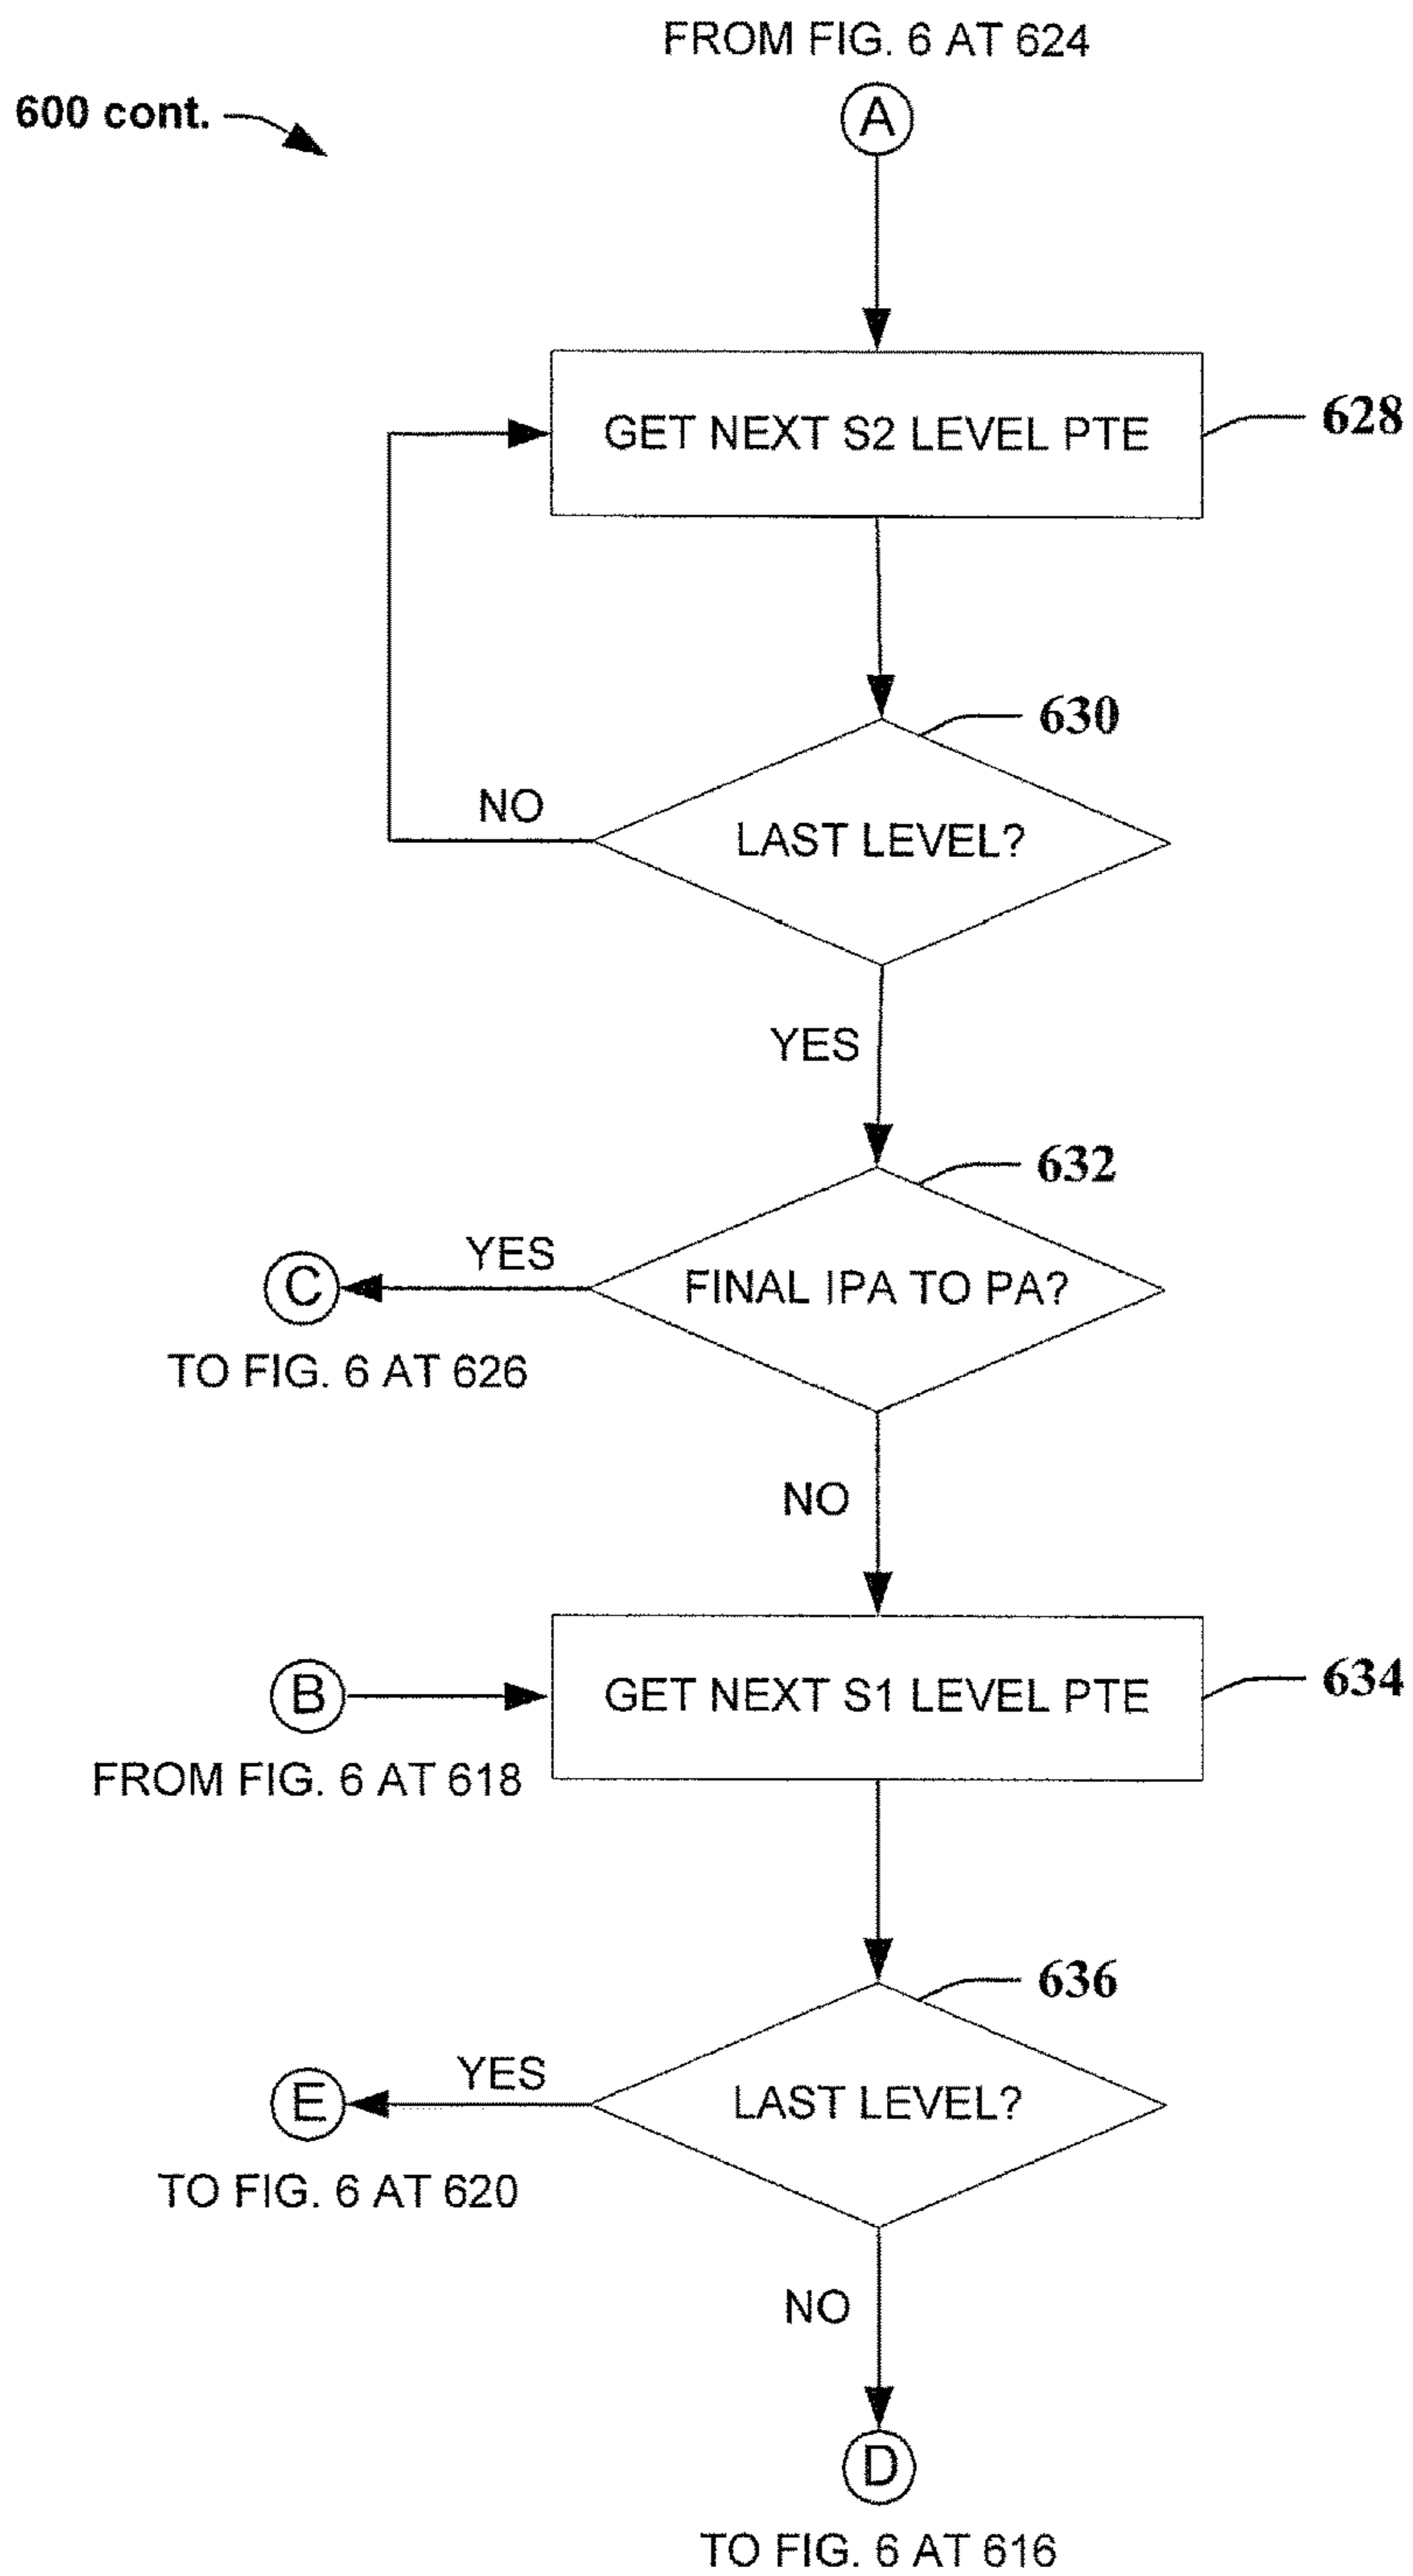 FROM FIG. 6 AT 624
600 cont.
A
GET NEXT S2 LEVEL PTE
628
630
NO
LAST LEVEL?
YES
632
YES
C
FINAL IPA TO PA?
TO FIG. 6 AT 626
NO
B
GET NEXT S1 LEVEL PTE
634
FROM FIG. 6 AT 618
636
YES
E
LAST LEVEL?
TO FIG. 6 AT 620
NO
D
TO FIG. 6 AT 616